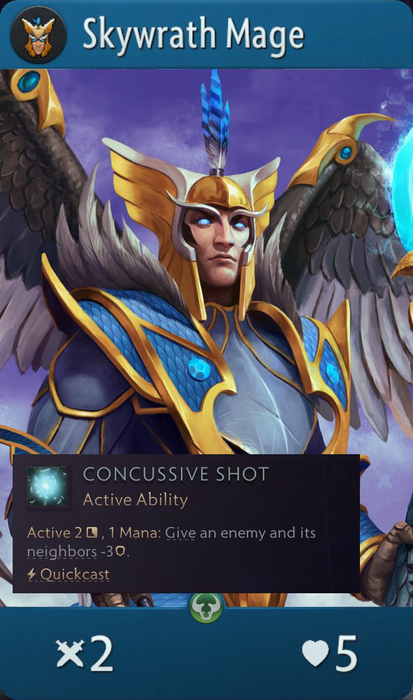 Skywrath Mage
CONCUSSIVE SHOT
Active Ability
Active 2 , 1 Mana: Give an enemy and its
neighbors -3.
Quickcast
2 5